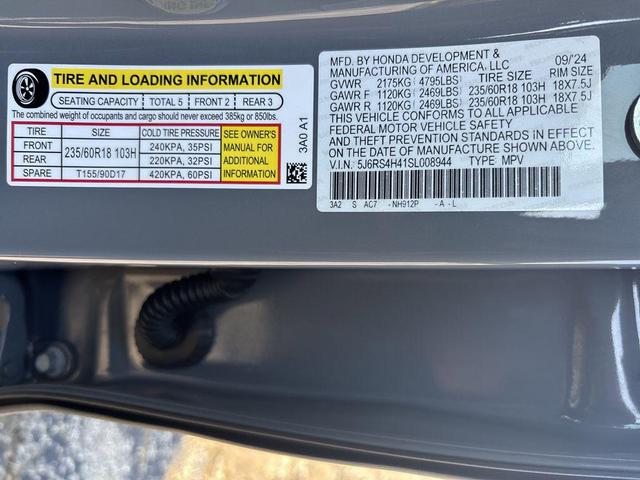 TIRE AND LOADING INFORMATION
SEATING CAPACITY TOTAL 5 FRONT 2 REAR 3
The combined weight of occupants and cargo should never exceed 385kg or 850lbs.
TIRE SIZE COLD TIRE PRESSURE
FRONT 235/60R18 103H 240KPA, 35PSI
REAR 220KPA, 32PSI
SPARE T155/90D17 420KPA, 60PSI
SEE OWNER'S
MANUAL FOR
ADDITIONAL
INFORMATION
3A0 A1
MFD. BY HONDA DEVELOPMENT & 09/'24
MANUFACTURING OF AMERICA, LLC
GVWR 2175KG 4795LBS TIRE SIZE RIM SIZE
GAWR F 1120KG 2469LBS 235/60R18 103H 18X7.5J
GAWR R 1120KG 2469LBS 235/60R18 103H 18X7.5J
THIS VEHICLE CONFORMS TO ALL APPLICABLE
FEDERAL MOTOR VEHICLE SAFETY
AND THEFT PREVENTION STANDARDS IN EFFECT
ON THE DATE OF MANUFACTURE SHOWN ABOVE.
V.I.N. 5J6RS4H41SL008944 TYPE: MPV
3A2 S AC7 -NH912P -A-L